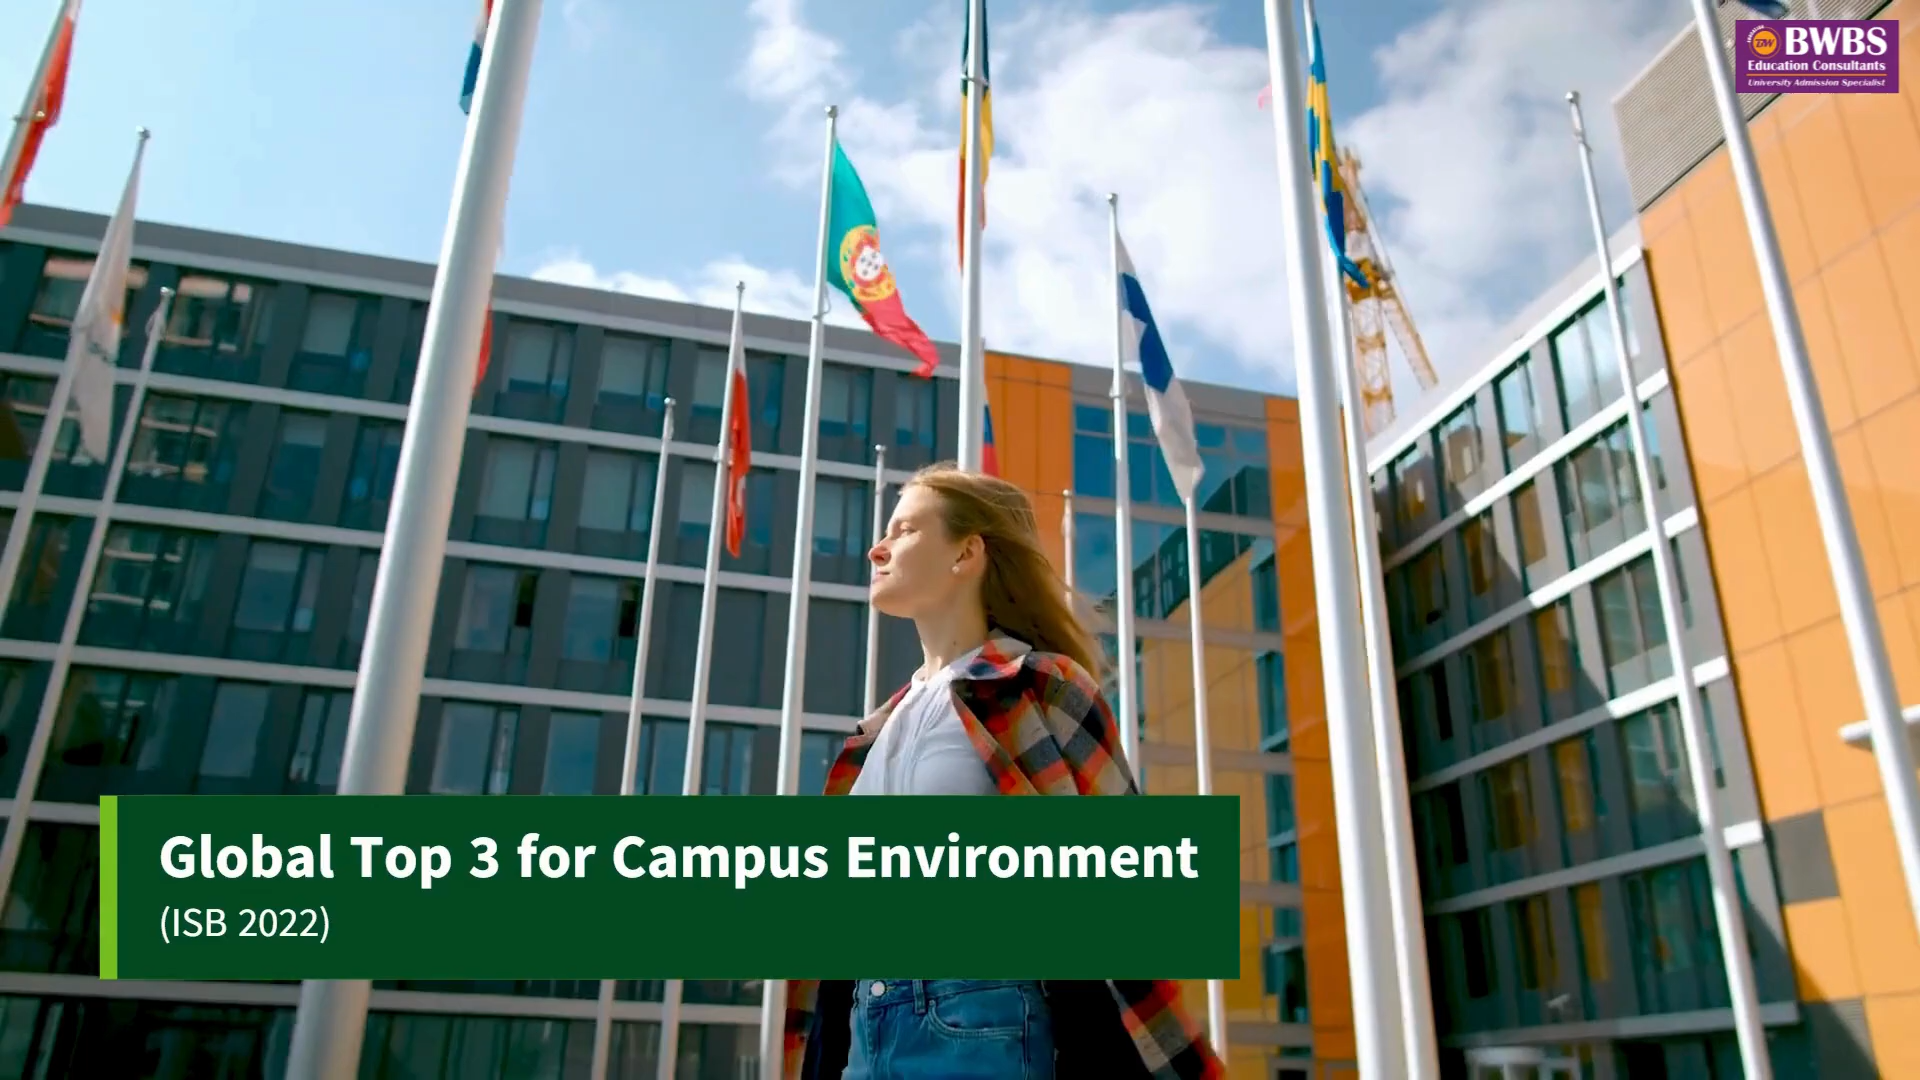 BWBS
Education Consultants
University Admission Specialist
Global Top 3 for Campus Environment
(ISB 2022)